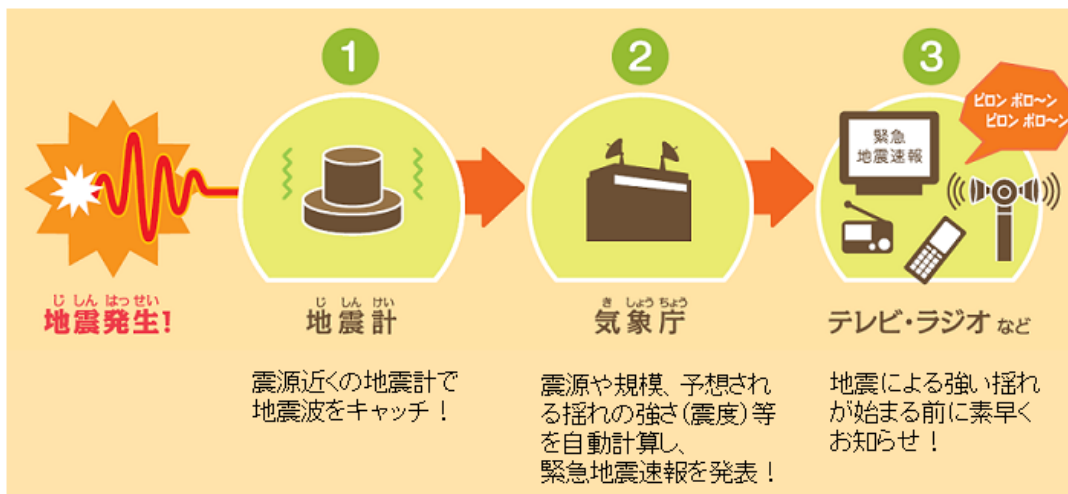 1
2
3
ピロン ポロ〜ン
ピロン ポロ〜ン
緊急
地震速報
じ しん はっ せい
地震発生！
じ しん けい
地震計
き しょう ちょう
気象庁
テレビ・ラジオ など
震源近くの地震計で
地震波をキャッチ！
震源や規模、予想され
る揺れの強さ（震度）等
を自動計算し、
緊急地震速報を発表！
地震による強い揺れ
が始まる前に素早く
お知らせ！